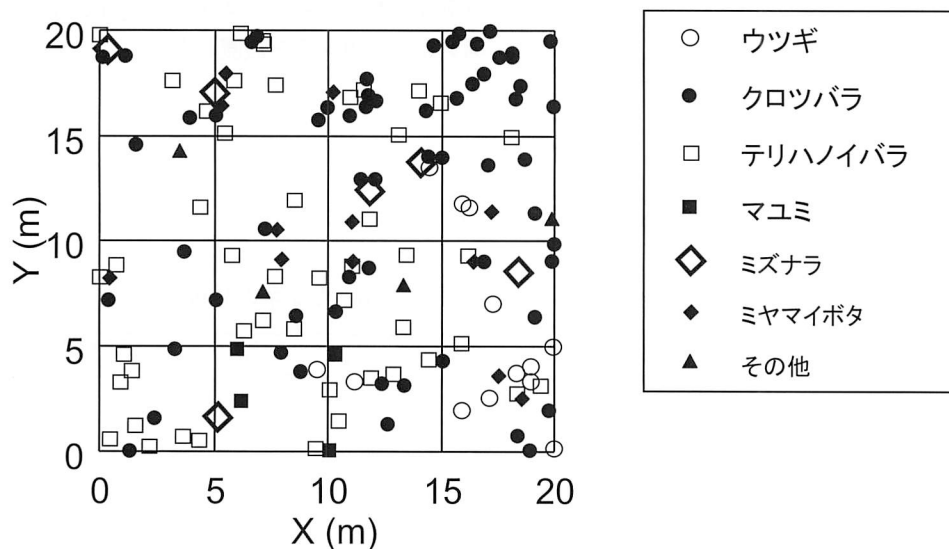 20
15
10
5
0
Y (m)
0 5 10 15 20
X (m)
ウツギ
クロツバラ
テリハノイバラ
マユミ
ミズナラ
ミヤマイボタ
その他